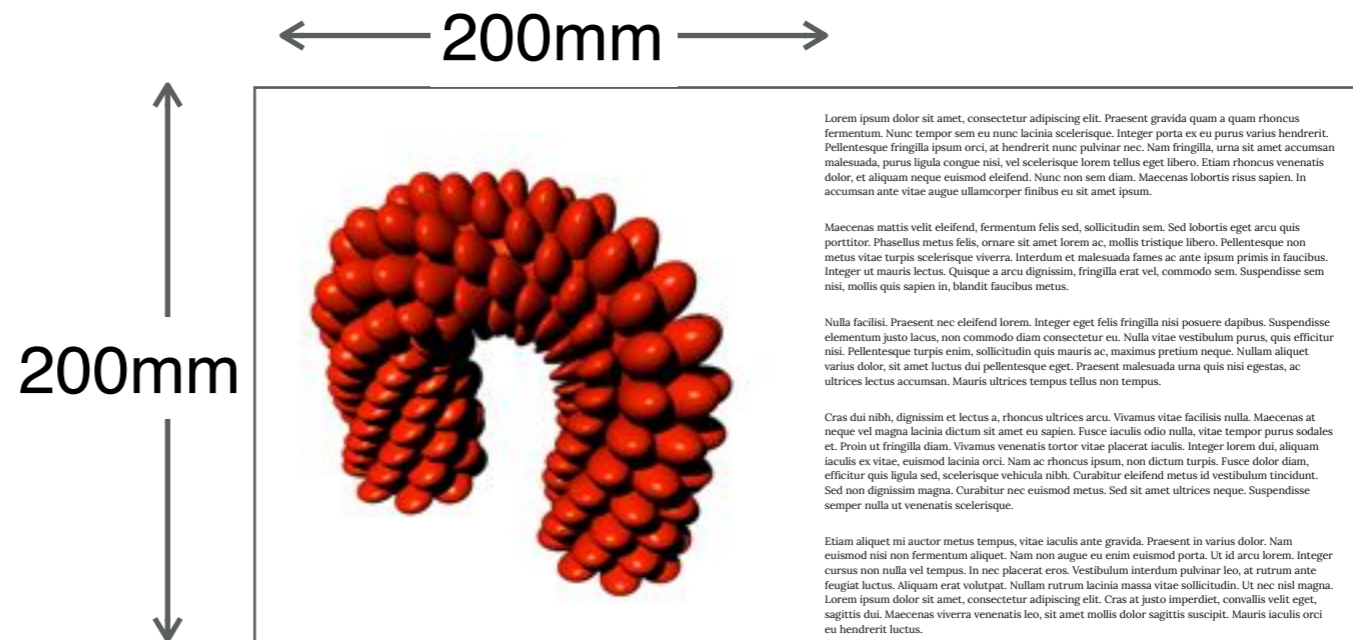 200mm
200mm
Lorem ipsum dolor sit amet, consectetur adipiscing elit. Praesent gravida quam a quam rhoncus
fermentum. Nunc tempor sem eu nunc lacinia scelerisque. Integer porta ex eu purus varius hendrerit.
Pellentesque fringilla ipsum orci, at hendrerit nunc pulvinar nec. Nam fringilla, urna sit amet accumsan
malesuada, purus ligula congue nisi, vel scelerisque lorem tellus eget libero. Etiam rhoncus venenatis
dolor, et aliquam neque euismod eleifend. Nunc non sem diam. Maecenas lobortis risus sapien. In
accumsan ante vitae augue ullamcorper finibus eu sit amet ipsum.
Maecenas mattis velit eleifend, fermentum felis sed, sollicitudin sem. Sed lobortis eget arcu quis
porttitor. Phasellus metus felis, ornare sit amet lorem ac, mollis tristique libero. Pellentesque non
metus vitae turpis scelerisque viverra. Interdum et malesuada fames ac ante ipsum primis in faucibus.
Integer ut mauris lectus. Quisque a arcu dignissim, fringilla erat vel, commodo sem. Suspendisse sem
nisi, mollis quis sapien in, blandit faucibus metus.
Nulla facilisi. Praesent nec eleifend lorem. Integer eget felis fringilla nisi posuere dapibus. Suspendisse
elementum justo lacus, non commodo diam consectetur eu. Nulla vitae vestibulum purus, quis efficitur
nisi. Pellentesque turpis enim, sollicitudin quis mauris ac, maximus pretium neque. Nullam aliquet
varius dolor, sit amet luctus dui pellentesque eget. Praesent malesuada urna quis nisi egestas, ac
ultrices lectus accumsan. Mauris ultrices tempus tellus non tempus.
Cras dui nibh, dignissim et lectus a, rhoncus ultrices arcu. Vivamus vitae facilisis nulla. Maecenas at
neque vel magna lacinia dictum sit amet eu sapien. Fusce iaculis odio nulla, vitae tempor purus sodales
et. Proin ut fringilla diam. Vivamus venenatis tortor vitae placerat iaculis. Integer lorem dui, aliquam
iaculis ex vitae, euismod lacinia orci. Nam ac rhoncus ipsum, non dictum turpis. Fusce dolor diam,
efficitur quis ligula sed, scelerisque vehicula nibh. Curabitur eleifend metus id vestibulum tincidunt.
Sed non dignissim magna. Curabitur nec euismod metus. Sed sit amet ultrices neque. Suspendisse
semper nulla ut venenatis scelerisque.
Etiam aliquet mi auctor metus tempus, vitae iaculis ante gravida. Praesent in varius dolor. Nam
euismod nisi non fermentum aliquet. Nam non augue eu enim euismod porta. Ut id arcu lorem. Integer
cursus non nulla vel tempus. In nec placerat eros. Vestibulum interdum pulvinar leo, at rutrum ante
feugiat luctus. Aliquam erat volutpat. Nullam rutrum lacinia massa vitae sollicitudin. Ut nec nisl magna.
Lorem ipsum dolor sit amet, consectetur adipiscing elit. Cras at justo imperdiet, convallis velit eget,
sagittis dui. Maecenas viverra venenatis leo, sit amet mollis dolor sagittis suscipit. Mauris iaculis orci
eu hendrerit luctus.